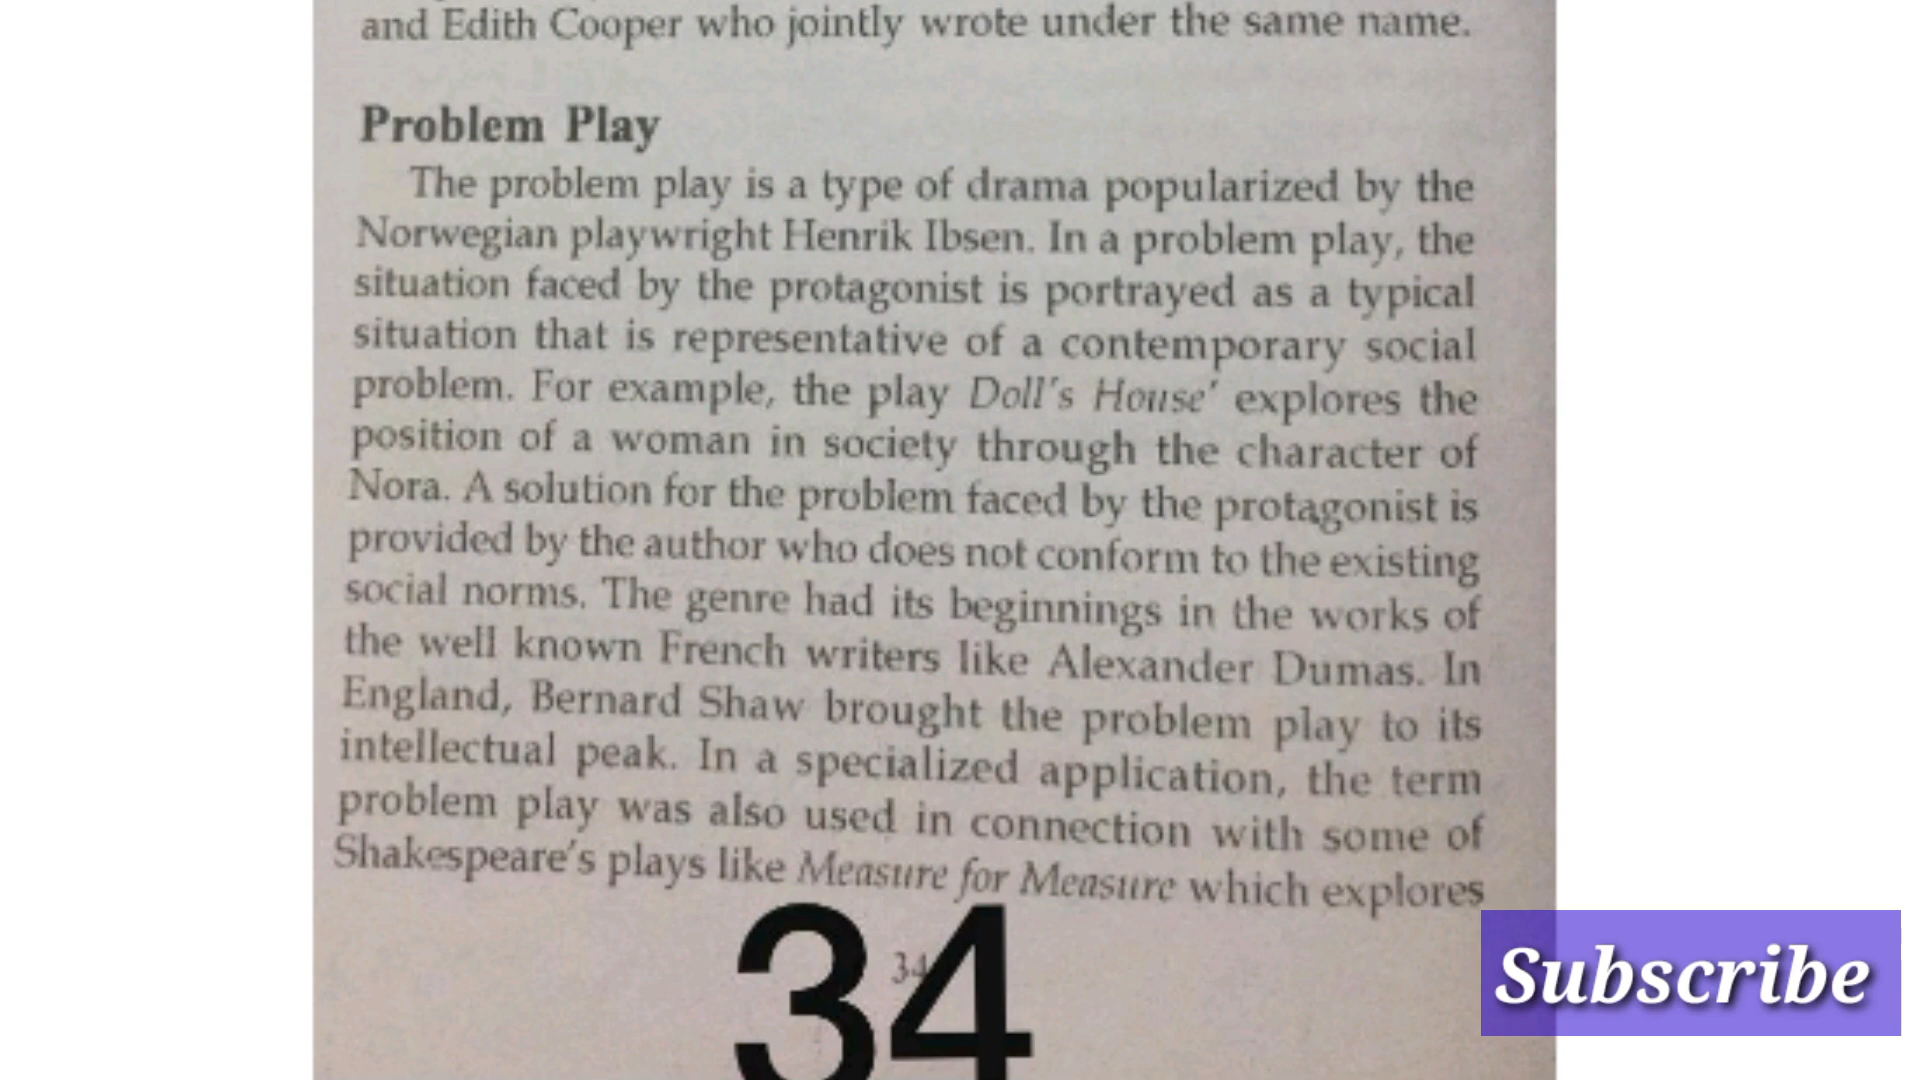 and Edith Cooper who jointly wrote under the same name.
Problem Play
The problem play is a type of drama popularized by the
Norwegian playwright Henrik Ibsen. In a problem play, the
situation faced by the protagonist is portrayed as a typical
situation that is representative of a contemporary social
problem. For example, the play Doll's House' explores the
position of a woman in society through the character of
Nora. A solution for the problem faced by the protagonist is
provided by the author who does not conform to the existing
social norms. The genre had its beginnings in the works of
the well known French writers like Alexander Dumas. In
England, Bernard Shaw brought the problem play to its
intellectual peak. In a specialized application, the term
problem play was also used in connection with some of
Shakespeare's plays like Measure for Measure which explores
34
34
Subscribe